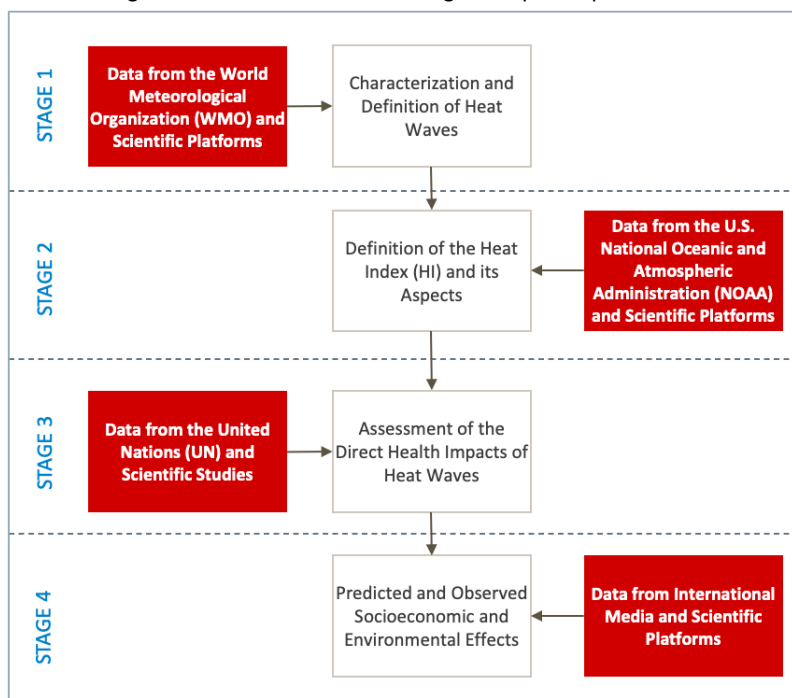 STAGE 1
Data from the World
Meteorological
Organization (WMO) and
Scientific Platforms
Characterization and
Definition of Heat
Waves
STAGE 2
Definition of the Heat
Index (HI) and its
Aspects
Data from the U.S.
National Oceanic and
Atmospheric
Administration (NOAA)
and Scientific Platforms
STAGE 3
Data from the United
Nations (UN) and
Scientific Studies
Assessment of the
Direct Health Impacts of
Heat Waves
STAGE 4
Predicted and Observed
Socioeconomic and
Environmental Effects
Data from International
Media and Scientific
Platforms